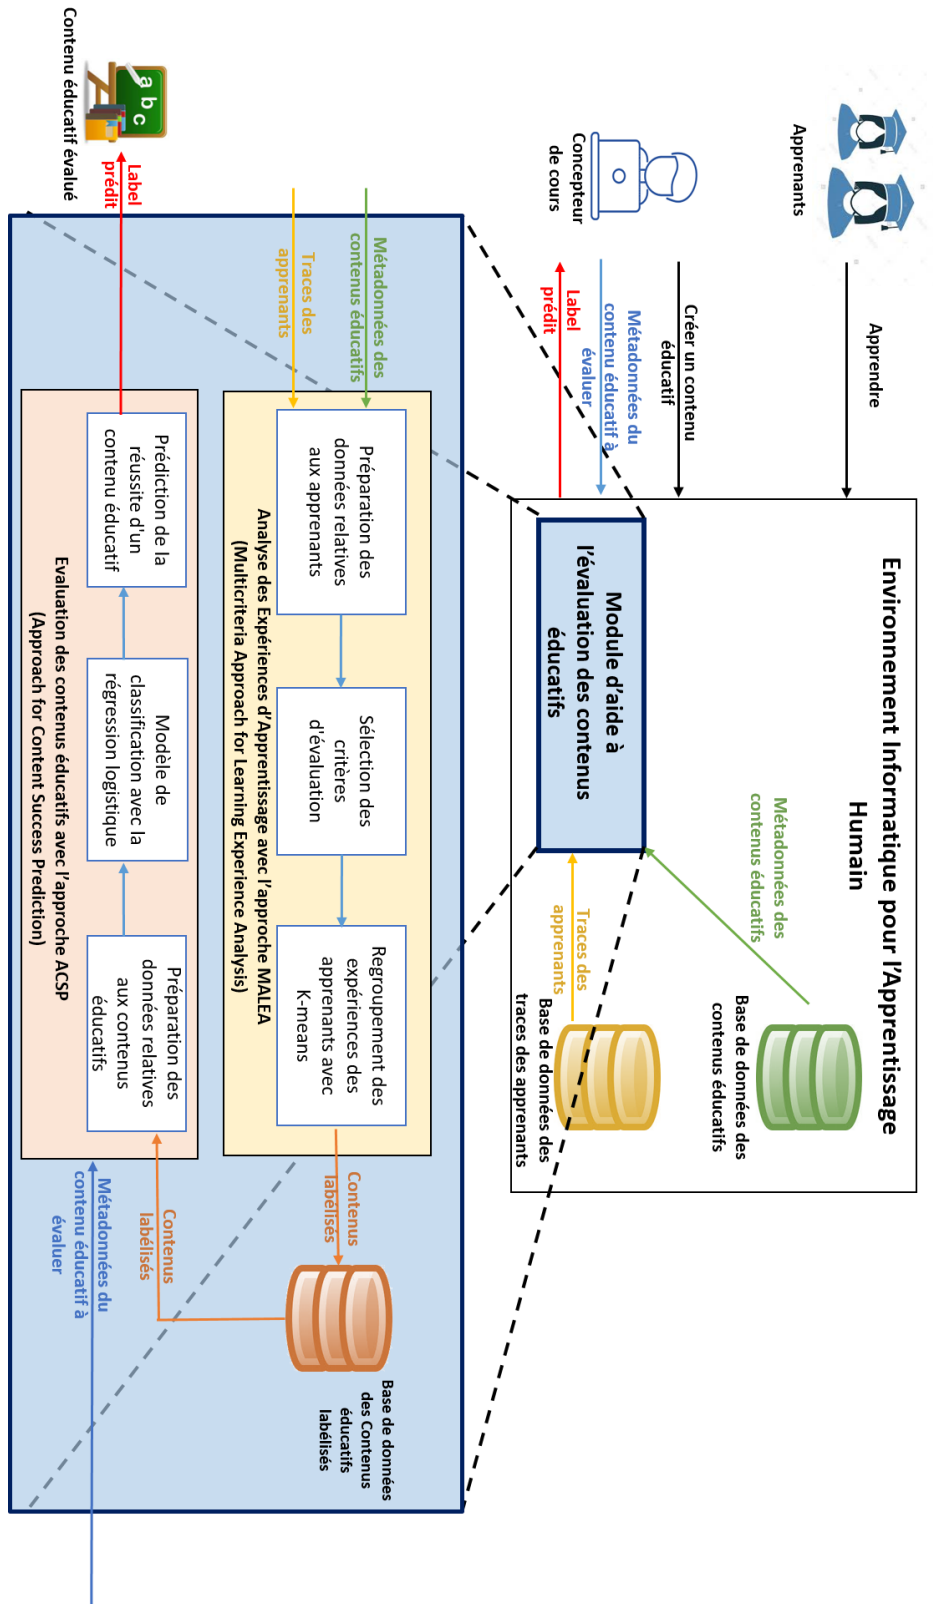 Environnement Informatique pour l'Apprentissage
Humain
Apprenants
Apprendre
Concepteur
de cours
Créer un contenu
éducatif
Métadonnées du
contenu éducatif à
évaluer
Label
prédit
Module d'aide à
l'évaluation des contenus
éducatifs
Métadonnées des
contenus éducatifs
Base de données des
contenus éducatifs
Traces des
apprenants
Base de données des
traces des apprenants
Métadonnées des
contenus éducatifs
Traces des
apprenants
Préparation des
données relatives
aux apprenants
Sélection des
critères
d'évaluation
Regroupement des
expériences des
apprenants avec
K-means
Analyse des Expériences d'Apprentissage avec l'approche MALEA
(Multicriteria Approach for Learning Experience Analysis)
Contenus
labélisés
Base de données
des Contenus
éducatifs
labélisés
Contenu éducatif évalué
a b c
Label
prédit
Prédiction de la
réussite d'un
contenu éducatif
Modèle de
classification avec la
régression logistique
Préparation des
données relatives
aux contenus
éducatifs
Evaluation des contenus éducatifs avec l'approche ACSP
(Approach for Content Success Prediction)
Contenus
labélisés
Métadonnées du
contenu éducatif à
évaluer